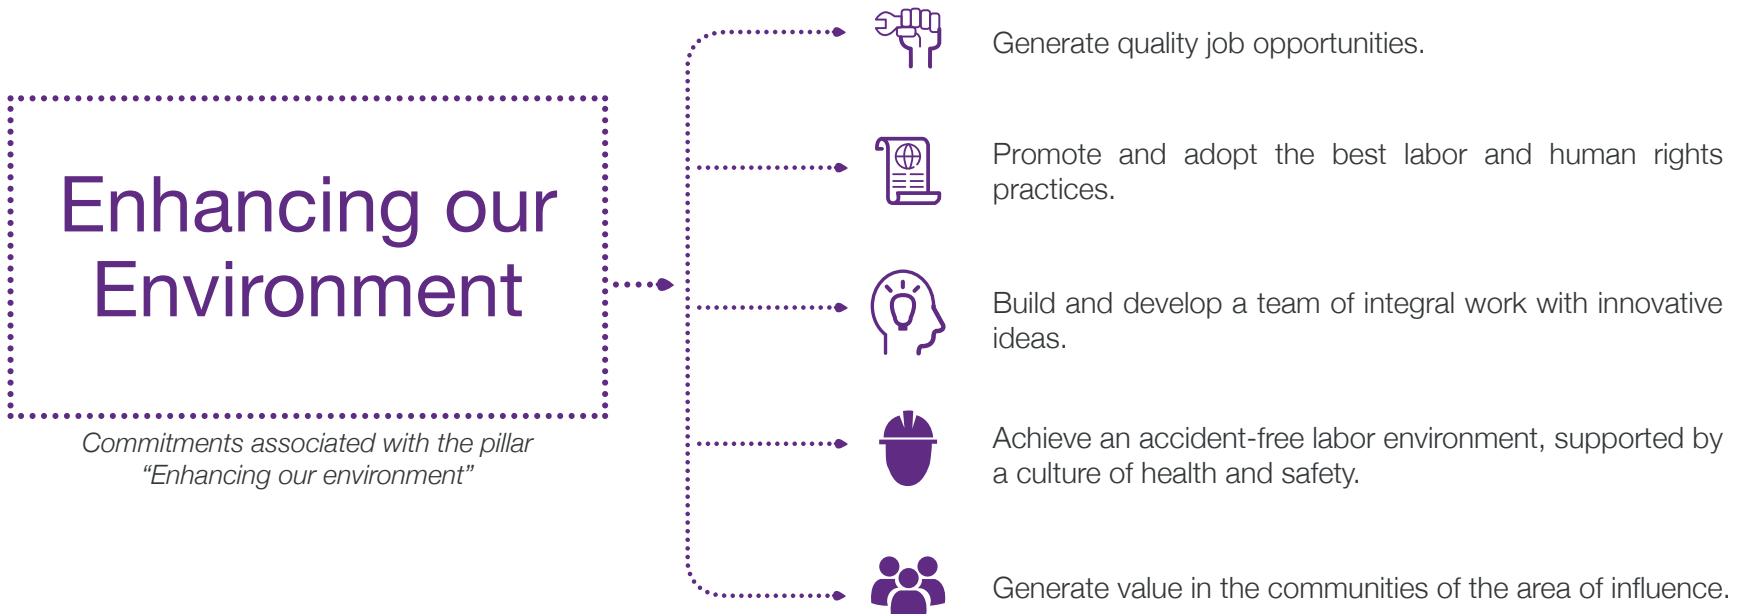 Enhancing our
Environment
Commitments associated with the pillar
“Enhancing our environment”
Generate quality job opportunities.
Promote and adopt the best labor and human rights
practices.
Build and develop a team of integral work with innovative
ideas.
Achieve an accident-free labor environment, supported by
a culture of health and safety.
Generate value in the communities of the area of influence.